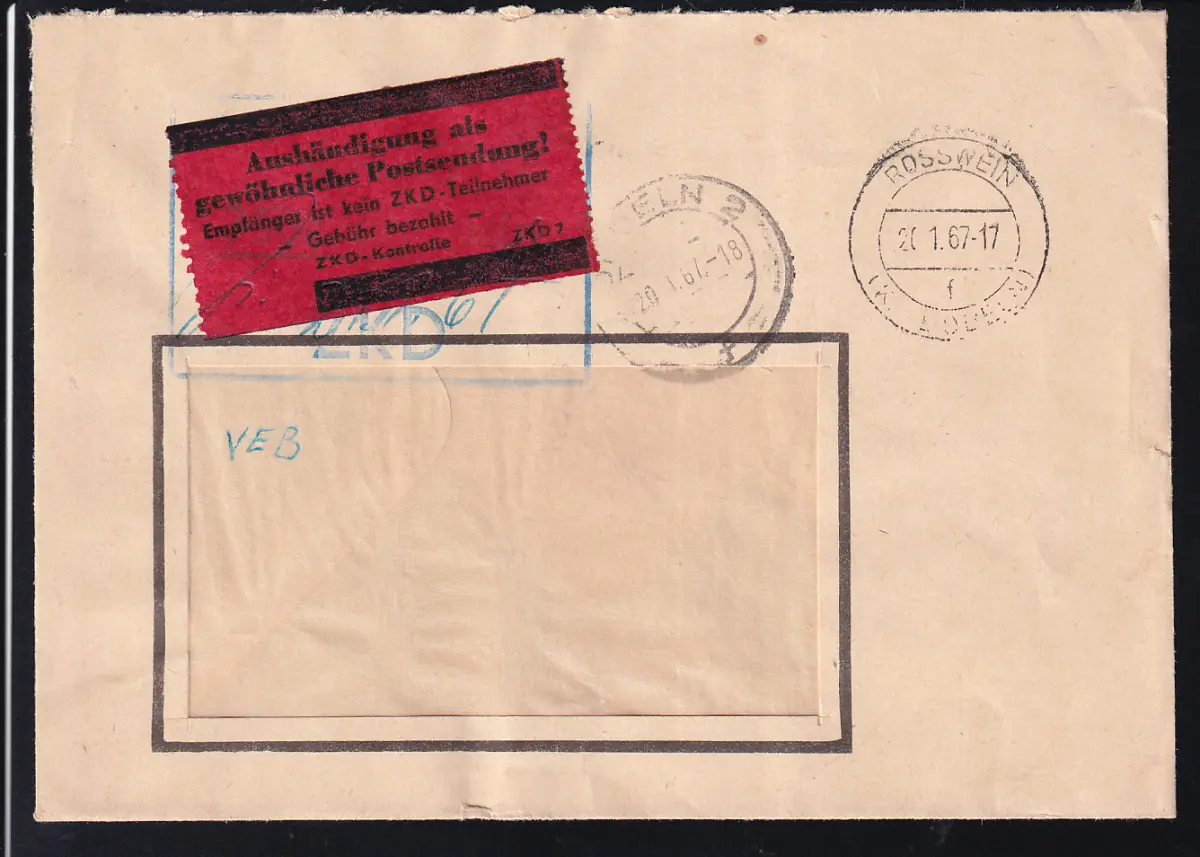 Aushändigung als
gewöhnliche Postsendung!
Empfänger ist kein ZKD-Teilnehmer
- Gebühr bezahlt -
ZKD-Kontrolle ZKD 7
ZKD
ELN 2
20.1.67.-18
ROSSWEIN
20.1.67-17
f
VEB